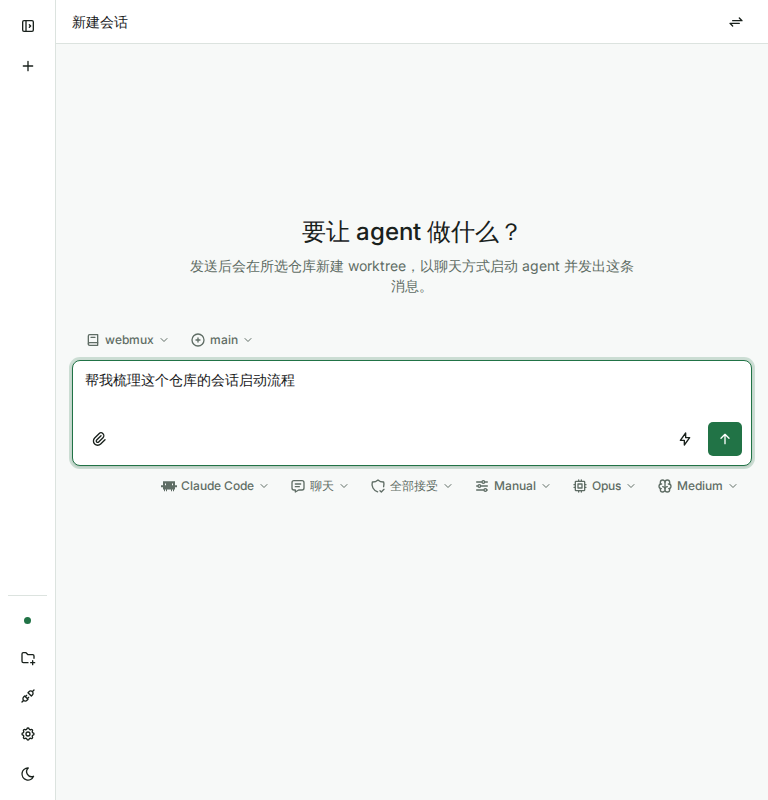 新建会话
要让 agent 做什么？
发送后会在所选仓库新建 worktree，以聊天方式启动 agent 并发出这条
消息。
webmux main
帮我梳理这个仓库的会话启动流程
Claude Code 聊天 全部接受 Manual Opus Medium